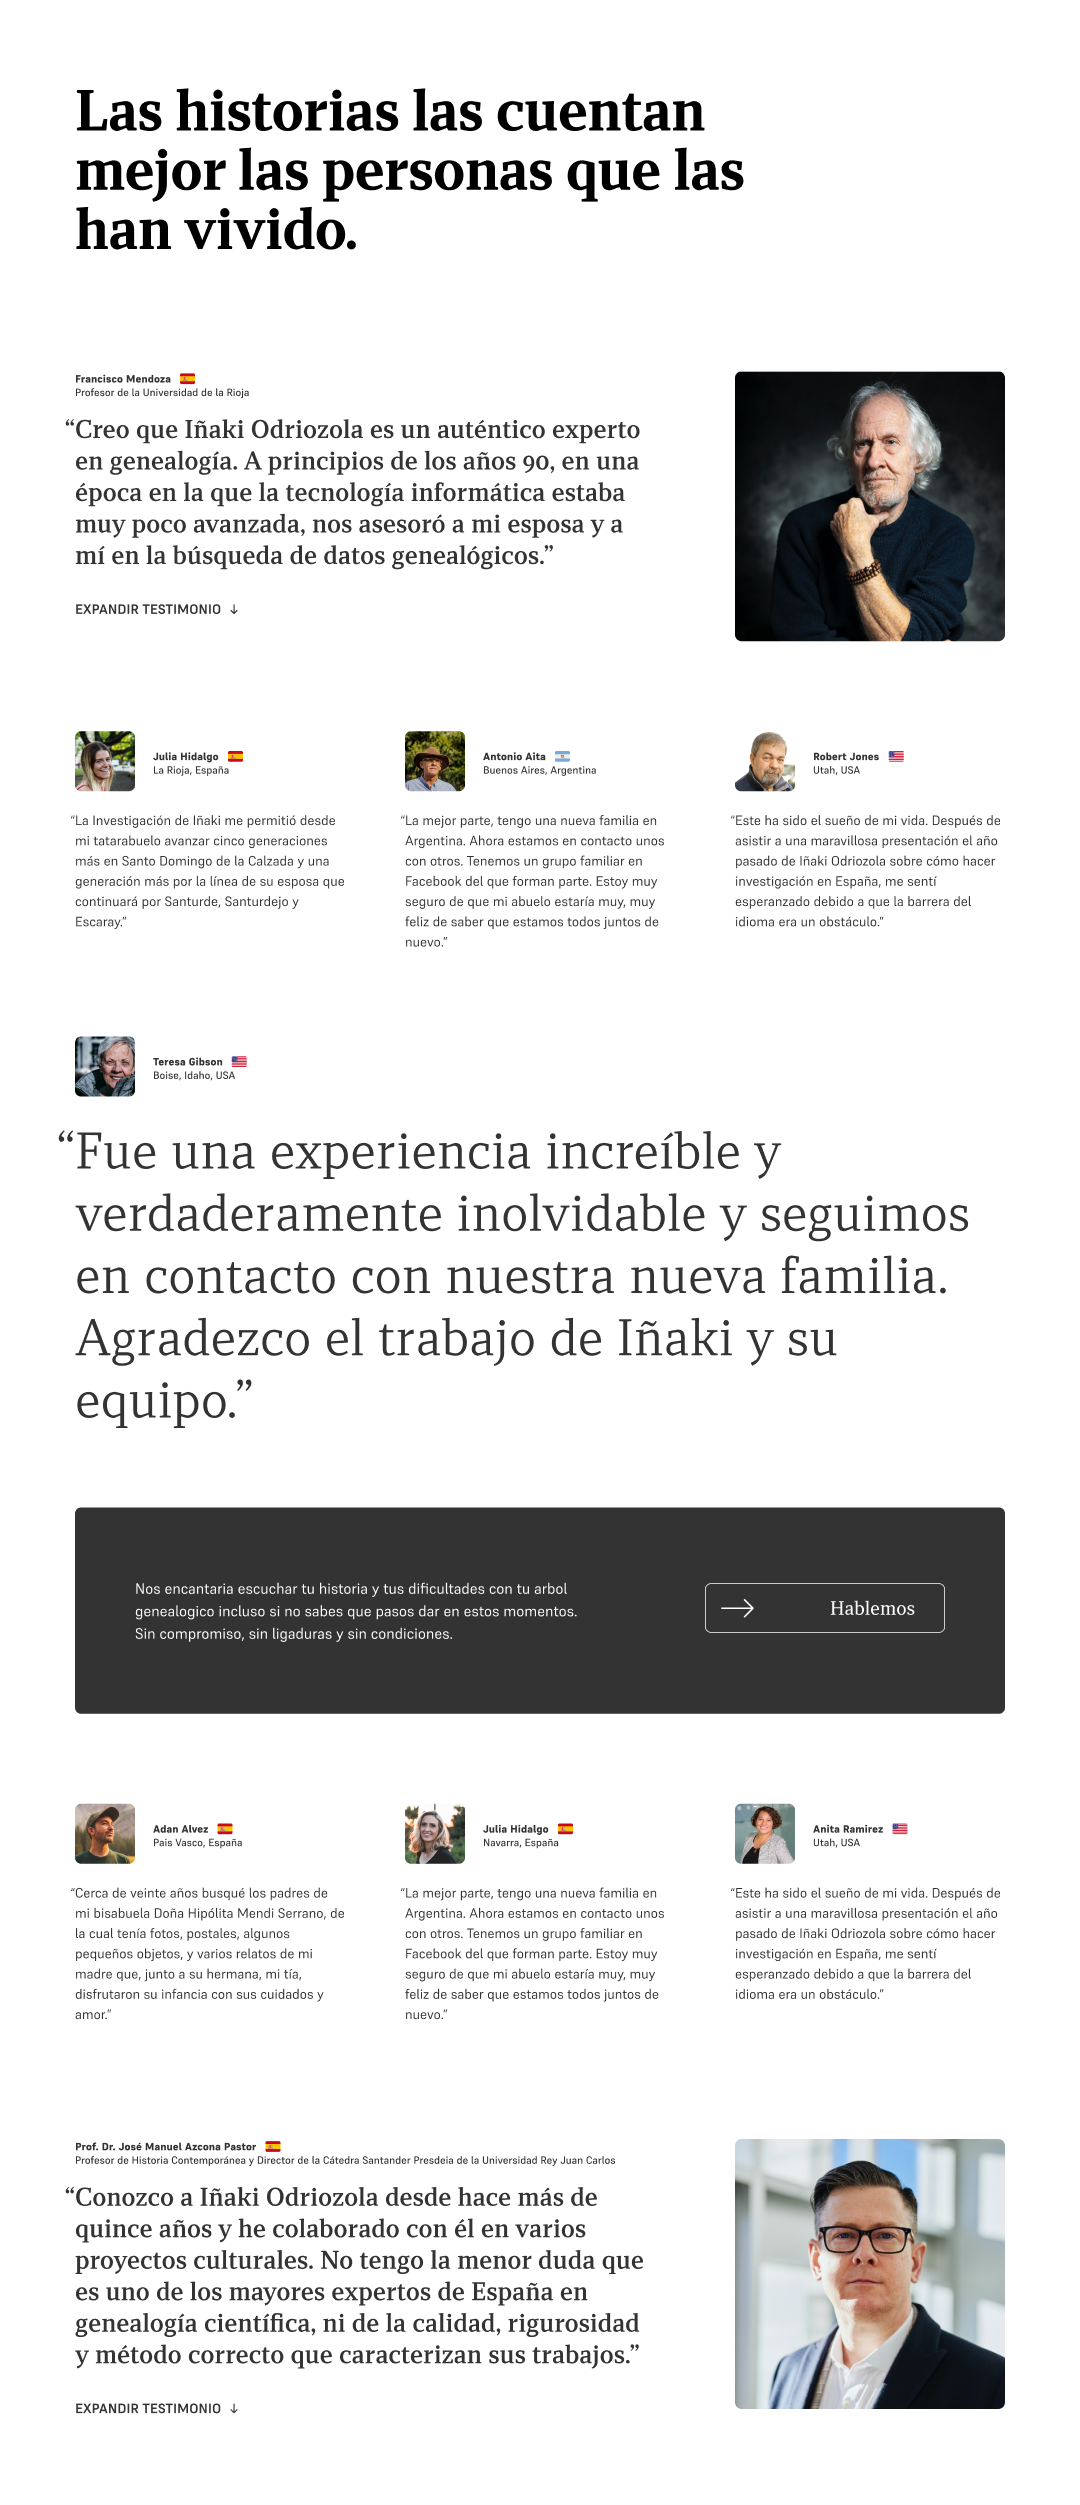 Las historias las cuentan
mejor las personas que las
han vivido.
Francisco Mendoza
Profesor de la Universidad de la Rioja
“Creo que Iñaki Odriozola es un auténtico experto
en genealogía. A principios de los años 90, en una
época en la que la tecnología informática estaba
muy poco avanzada, nos asesoró a mi esposa y a
mí en la búsqueda de datos genealógicos.”
EXPANDIR TESTIMONIO ↓
Julia Hidalgo
La Rioja, España
“La Investigación de Iñaki me permitió desde
mi tatarabuelo avanzar cinco generaciones
más en Santo Domingo de la Calzada y una
generación más por la línea de su esposa que
continuará por Santurde, Santurdejo y
Escaray.”
Antonio Aita
Buenos Aires, Argentina
“La mejor parte, tengo una nueva familia en
Argentina. Ahora estamos en contacto unos
con otros. Tenemos un grupo familiar en
Facebook del que forman parte. Estoy muy
seguro de que mi abuelo estaría muy, muy
feliz de saber que estamos todos juntos de
nuevo.”
Robert Jones
Utah, USA
“Este ha sido el sueño de mi vida. Después de
asistir a una maravillosa presentación el año
pasado de Iñaki Odriozola sobre cómo hacer
investigación en España, me sentí
esperanzado debido a que la barrera del
idioma era un obstáculo.”
Teresa Gibson
Boise, Idaho, USA
“Fue una experiencia increíble y
verdaderamente inolvidable y seguimos
en contacto con nuestra nueva familia.
Agradezco el trabajo de Iñaki y su
equipo.”
Nos encantaria escuchar tu historia y tus dificultades con tu arbol
genealogico incluso si no sabes que pasos dar en estos momentos.
Sin compromiso, sin ligaduras y sin condiciones.
Hablemos
Adan Alvez
Pais Vasco, España
“Cerca de veinte años busqué los padres de
mi bisabuela Doña Hipólita Mendi Serrano, de
la cual tenía fotos, postales, algunos
pequeños objetos, y varios relatos de mi
madre que, junto a su hermana, mi tía,
disfrutaron su infancia con sus cuidados y
amor.”
Julia Hidalgo
Navarra, España
“La mejor parte, tengo una nueva familia en
Argentina. Ahora estamos en contacto unos
con otros. Tenemos un grupo familiar en
Facebook del que forman parte. Estoy muy
seguro de que mi abuelo estaría muy, muy
feliz de saber que estamos todos juntos de
nuevo.”
Anita Ramirez
Utah, USA
“Este ha sido el sueño de mi vida. Después de
asistir a una maravillosa presentación el año
pasado de Iñaki Odriozola sobre cómo hacer
investigación en España, me sentí
esperanzado debido a que la barrera del
idioma era un obstáculo.”
Prof. Dr. José Manuel Azcona Pastor
Profesor de Historia Contemporánea y Director de la Cátedra Santander Presdeia de la Universidad Rey Juan Carlos
“Conozco a Iñaki Odriozola desde hace más de
quince años y he colaborado con él en varios
proyectos culturales. No tengo la menor duda que
es uno de los mayores expertos de España en
genealogía científica, ni de la calidad, rigurosidad
y método correcto que caracterizan sus trabajos.”
EXPANDIR TESTIMONIO ↓